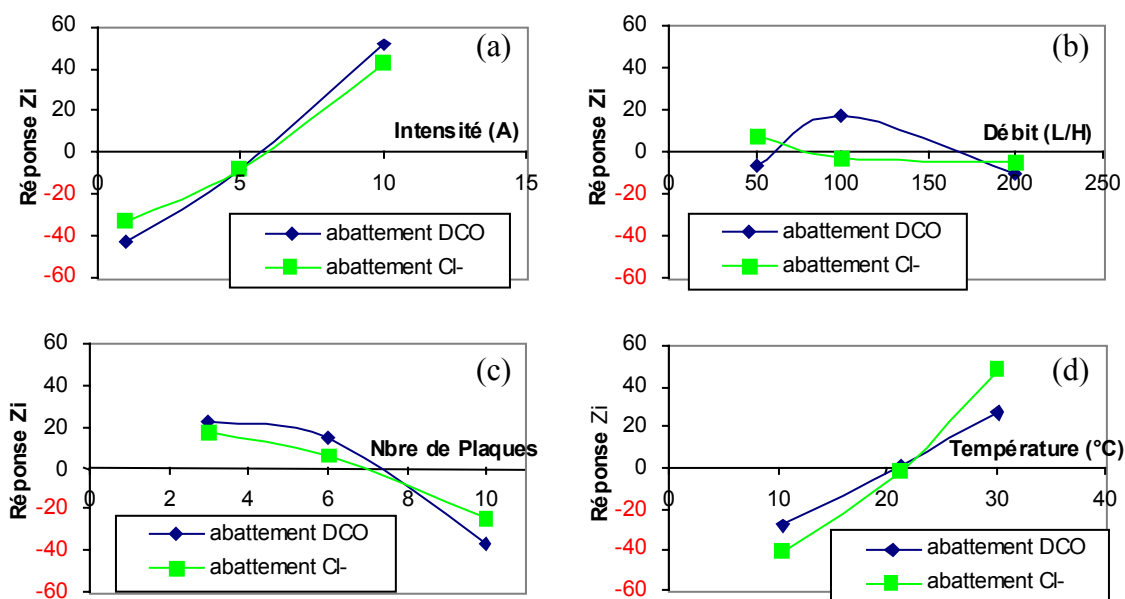 60
40
20
0
-20
-40
-60
0
5
10
15
Réponse Zi
Intensité (A)
(a)
abattement DCO
abattement Cl-
60
40
20
0
-20
-40
-60
0
50
100
150
200
250
Réponse Zi
Débit (L/H)
(b)
abattement DCO
abattement Cl-
60
40
20
0
-20
-40
-60
0
2
4
6
8
10
Réponse Zi
Nbre de Plaques
(c)
abattement DCO
abattement Cl-
60
40
20
0
-20
-40
-60
0
10
20
30
40
Réponse Zi
Température (°C)
(d)
abattement DCO
abattement Cl-